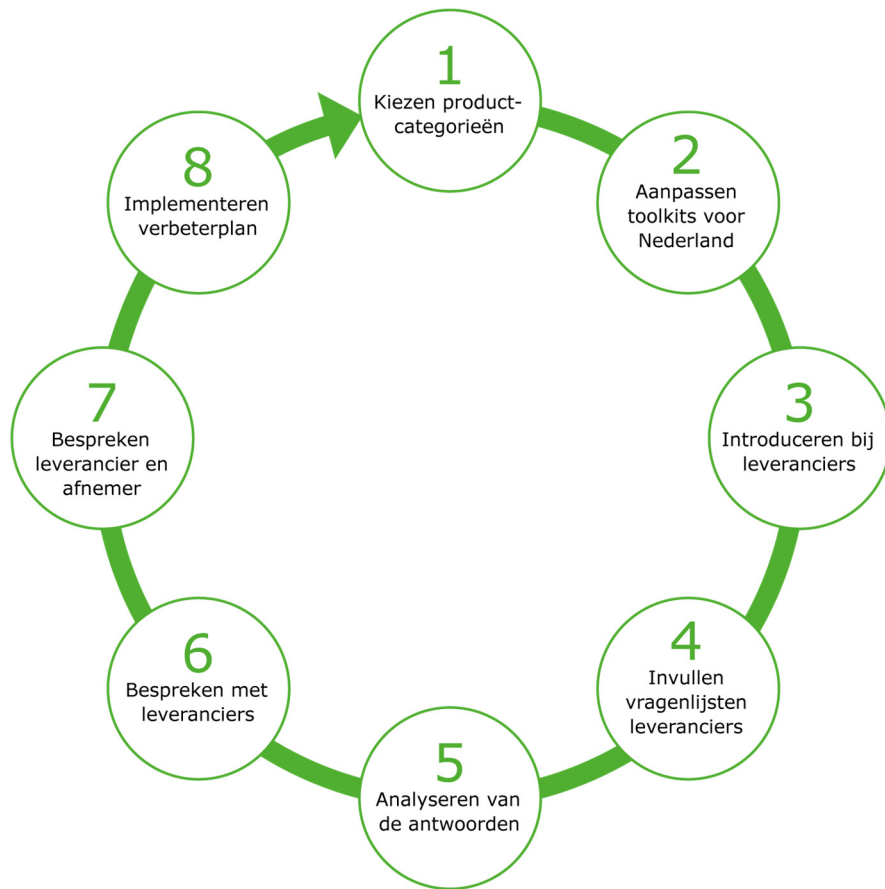 1
Kiezen product-
categorieën
2
Aanpassen
toolkits voor
Nederland
3
Introduceren bij
leveranciers
4
Invullen
vragenlijsten
leveranciers
5
Analyseren van
de antwoorden
6
Bespreken met
leveranciers
7
Bespreken
leverancier en
afnemer
8
Implementeren
verbeterplan